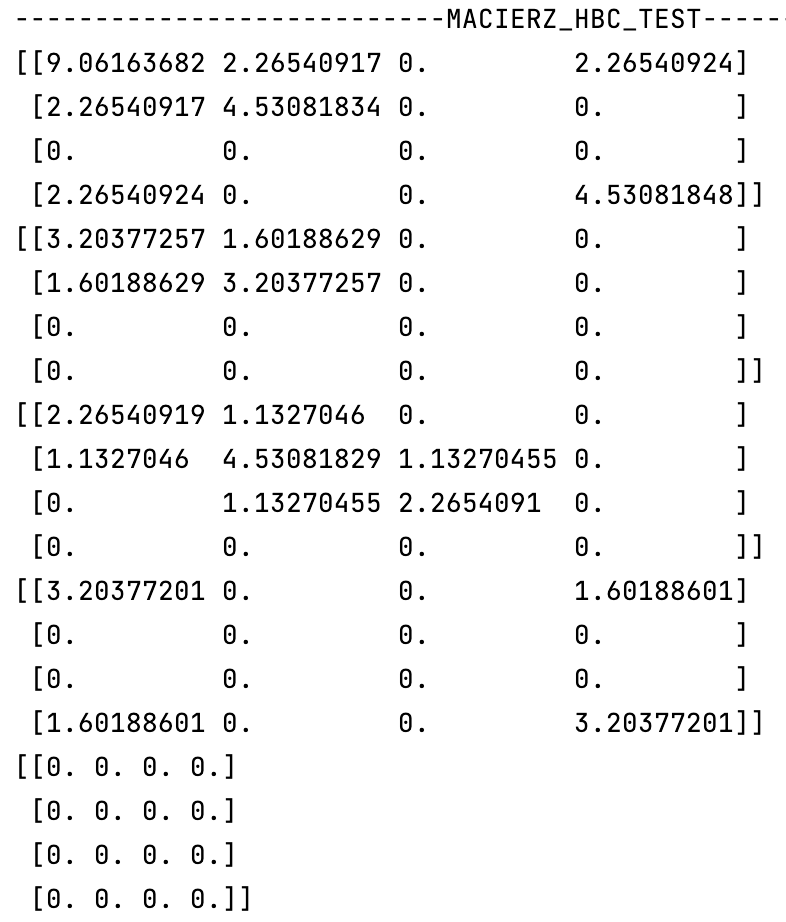 ---------------------------MACIERZ_HBC_TEST------
[[9.06163682 2.26540917 0.         2.26540924]
 [2.26540917 4.53081834 0.         0.        ]
 [0.         0.         0.         0.        ]
 [2.26540924 0.         0.         4.53081848]]
[[3.20377257 1.60188629 0.         0.        ]
 [1.60188629 3.20377257 0.         0.        ]
 [0.         0.         0.         0.        ]
 [0.         0.         0.         0.        ]]
[[2.26540919 1.1327046  0.         0.        ]
 [1.1327046  4.53081829 1.13270455 0.        ]
 [0.         1.13270455 2.2654091  0.        ]
 [0.         0.         0.         0.        ]]
[[3.20377201 0.         0.         1.60188601]
 [0.         0.         0.         0.        ]
 [0.         0.         0.         0.        ]
 [1.60188601 0.         0.         3.20377201]]
[[0. 0. 0. 0.]
 [0. 0. 0. 0.]
 [0. 0. 0. 0.]
 [0. 0. 0. 0.]]